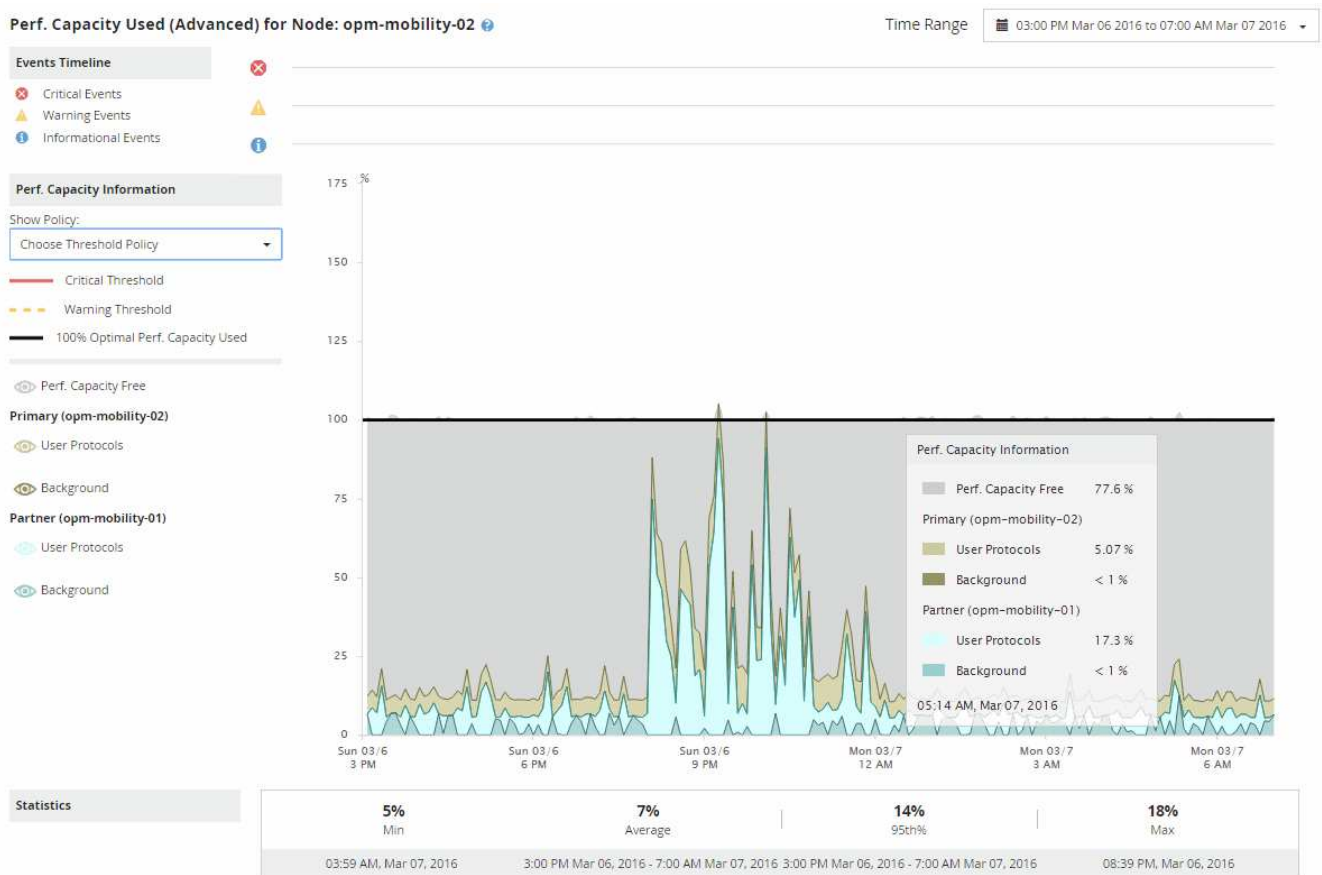 Perf. Capacity Used (Advanced) for Node: opm-mobility-02 ?
Time Range 03:00 PM Mar 06 2016 to 07:00 AM Mar 07 2016
Events Timeline
Critical Events
Warning Events
Informational Events
Perf. Capacity Information
Show Policy:
Choose Threshold Policy
Critical Threshold
Warning Threshold
100% Optimal Perf. Capacity Used
Perf. Capacity Free
Primary (opm-mobility-02)
User Protocols
Background
Partner (opm-mobility-01)
User Protocols
Background
175 %
150
125
100
75
50
25
0
Sun 03/6 Sun 03/6 Sun 03/6 Mon 03/7 Mon 03/7 Mon 03/7
3 PM 6 PM 9 PM 12 AM 3 AM 6 AM
Perf. Capacity Information
Perf. Capacity Free 77.6 %
Primary (opm-mobility-02)
User Protocols 5.07 %
Background < 1 %
Partner (opm-mobility-01)
User Protocols 17.3 %
Background < 1 %
05:14 AM, Mar 07, 2016
Statistics
5% 7% 14% 18%
Min Average 95th% Max
03:59 AM, Mar 07, 2016 3:00 PM Mar 06, 2016 - 7:00 AM Mar 07, 2016 3:00 PM Mar 06, 2016 - 7:00 AM Mar 07, 2016 08:39 PM, Mar 06, 2016